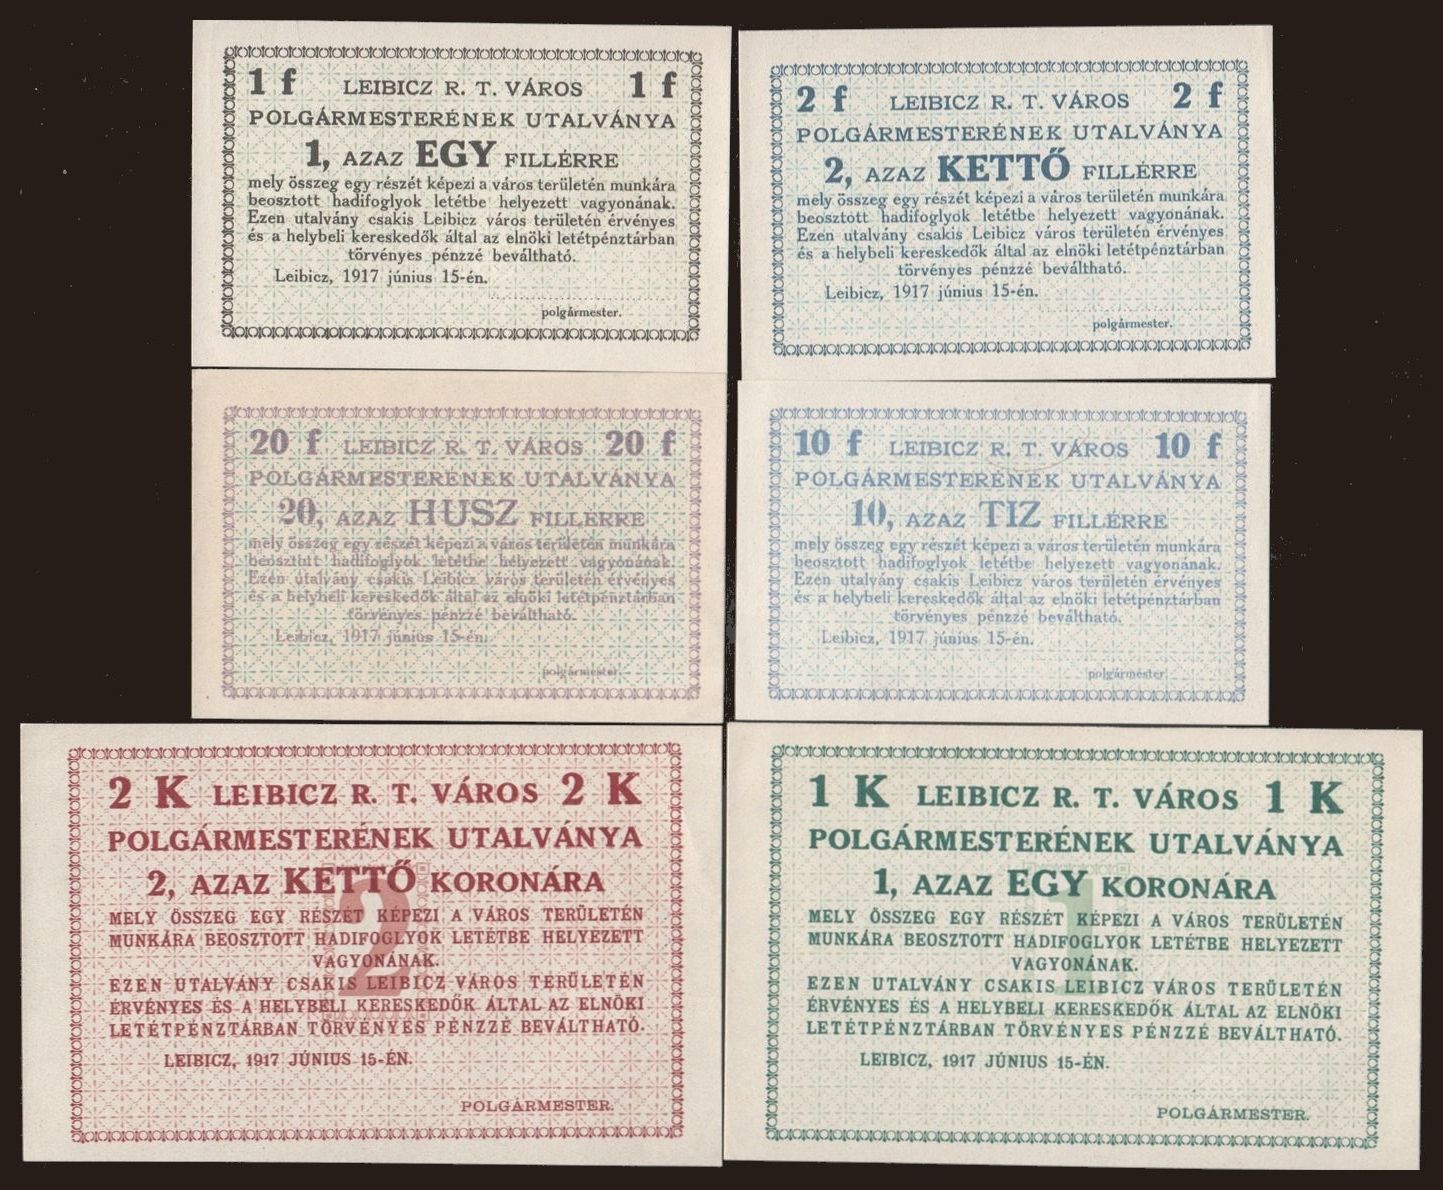 1 f LEIBICZ R. T. VÁROS 1 f
POLGÁRMESTERÉNEK UTALVÁNYA
1, AZAZ EGY FILLÉRRE
mely összeg egy részét képezi a város területén munkára
beosztott hadifoglyok letétbe helyezett vagyonának.
Ezen utalvány csakis Leibicz város területén érvényes
és a helybeli kereskedők által az elnöki letétpénztárban
törvényes pénzzé beváltható.
Leibicz, 1917 június 15-én.
polgármester.
2 f LEIBICZ R. T. VÁROS 2 f
POLGÁRMESTERÉNEK UTALVÁNYA
2, AZAZ KETTŐ FILLÉRRE
mely összeg egy részét képezi a város területén munkára
beosztott hadifoglyok letétbe helyezett vagyonának.
Ezen utalvány csakis Leibicz város területén érvényes
és a helybeli kereskedők által az elnöki letétpénztárban
törvényes pénzzé beváltható.
Leibicz, 1917 június 15-én.
polgármester.
20 f LEIBICZ R. T. VÁROS 20 f
POLGÁRMESTERÉNEK UTALVÁNYA
20, AZAZ HUSZ FILLÉRRE
mely összeg egy részét képezi a város területén munkára
beosztott hadifoglyok letétbe helyezett vagyonának.
Ezen utalvány csakis Leibicz város területén érvényes
és a helybeli kereskedők által az elnöki letétpénztárban
törvényes pénzzé beváltható.
Leibicz, 1917 június 15-én.
polgármester.
10 f LEIBICZ R. T. VÁROS 10 f
POLGÁRMESTERÉNEK UTALVÁNYA
10, AZAZ TIZ FILLÉRRE
mely összeg egy részét képezi a város területén munkára
beosztott hadifoglyok letétbe helyezett vagyonának.
Ezen utalvány csakis Leibicz város területén érvényes
és a helybeli kereskedők által az elnöki letétpénztárban
törvényes pénzzé beváltható.
Leibicz, 1917 június 15-én.
polgármester.
2 K LEIBICZ R. T. VÁROS 2 K
POLGÁRMESTERÉNEK UTALVÁNYA
2, AZAZ KETTŐ KORONÁRA
2
MELY ÖSSZEG EGY RÉSZÉT KÉPEZI A VÁROS TERÜLETÉN
MUNKÁRA BEOSZTOTT HADIFOGLYOK LETÉTBE HELYEZETT
VAGYONÁNAK.
EZEN UTALVÁNY CSAKIS LEIBICZ VÁROS TERÜLETÉN
ÉRVÉNYES ÉS A HELYBELI KERESKEDŐK ÁLTAL AZ ELNÖKI
LETÉTPÉNZTÁRBAN TÖRVÉNYES PÉNZZÉ BEVÁLTHATÓ.
LEIBICZ, 1917 JÚNIUS 15-ÉN.
POLGÁRMESTER.
1 K LEIBICZ R. T. VÁROS 1 K
POLGÁRMESTERÉNEK UTALVÁNYA
1, AZAZ EGY KORONÁRA
1
MELY ÖSSZEG EGY RÉSZÉT KÉPEZI A VÁROS TERÜLETÉN
MUNKÁRA BEOSZTOTT HADIFOGLYOK LETÉTBE HELYEZETT
VAGYONÁNAK.
EZEN UTALVÁNY CSAKIS LEIBICZ VÁROS TERÜLETÉN
ÉRVÉNYES ÉS A HELYBELI KERESKEDŐK ÁLTAL AZ ELNÖKI
LETÉTPÉNZTÁRBAN TÖRVÉNYES PÉNZZÉ BEVÁLTHATÓ.
LEIBICZ, 1917 JÚNIUS 15-ÉN.
POLGÁRMESTER.